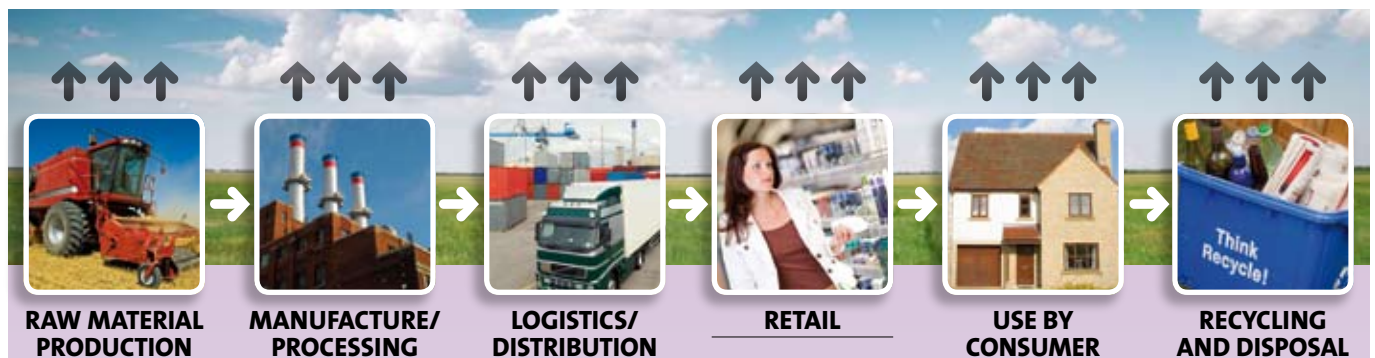 Think
Recycle!
RAW MATERIAL
PRODUCTION
MANUFACTURE/
PROCESSING
LOGISTICS/
DISTRIBUTION
RETAIL
USE BY
CONSUMER
RECYCLING
AND DISPOSAL